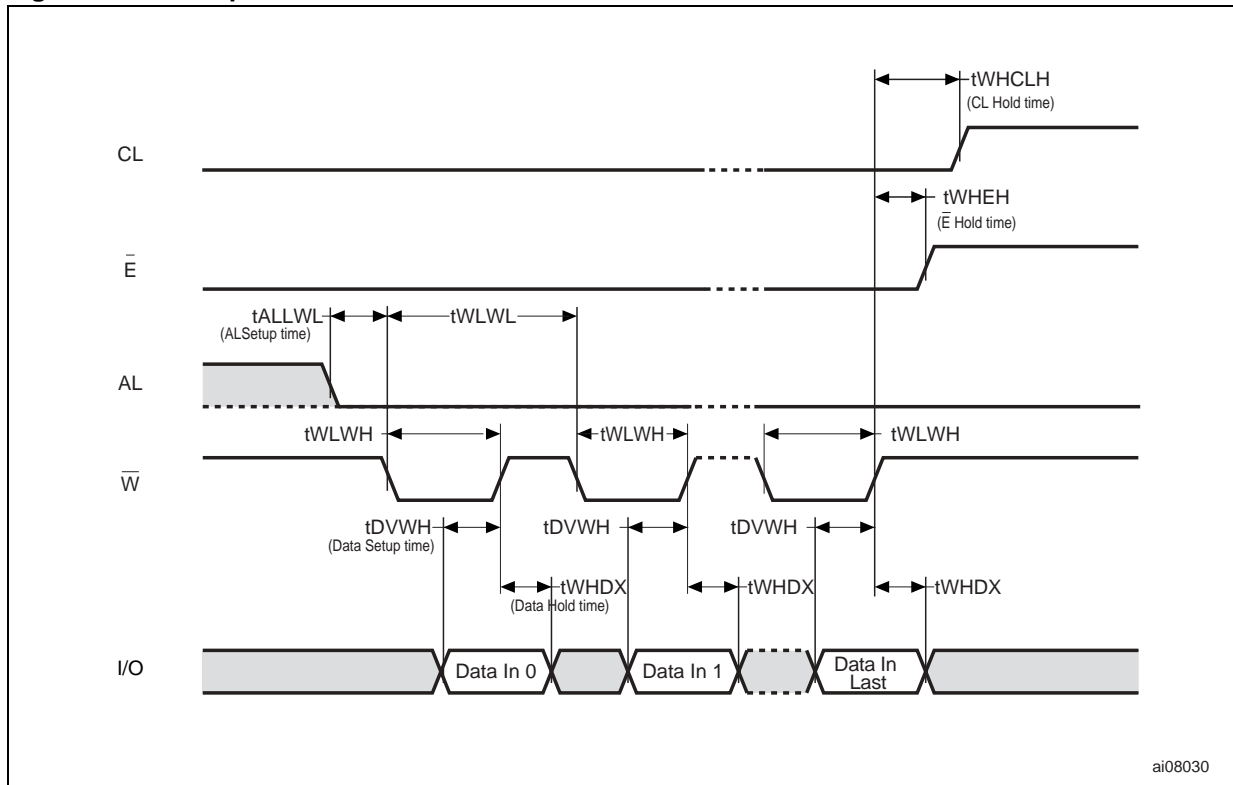 tWHCLH
(CL Hold time)
CL
tWHEH
(E̅ Hold time)
E̅
tALLWL
(ALSetup time)
tWLWL
AL
tWLWH
tWLWH
tWLWH
W̅
tDVWH
(Data Setup time)
tDVWH
tDVWH
tWHDX
(Data Hold time)
tWHDX
tWHDX
I/O
Data In 0
Data In 1
Data In
Last
ai08030